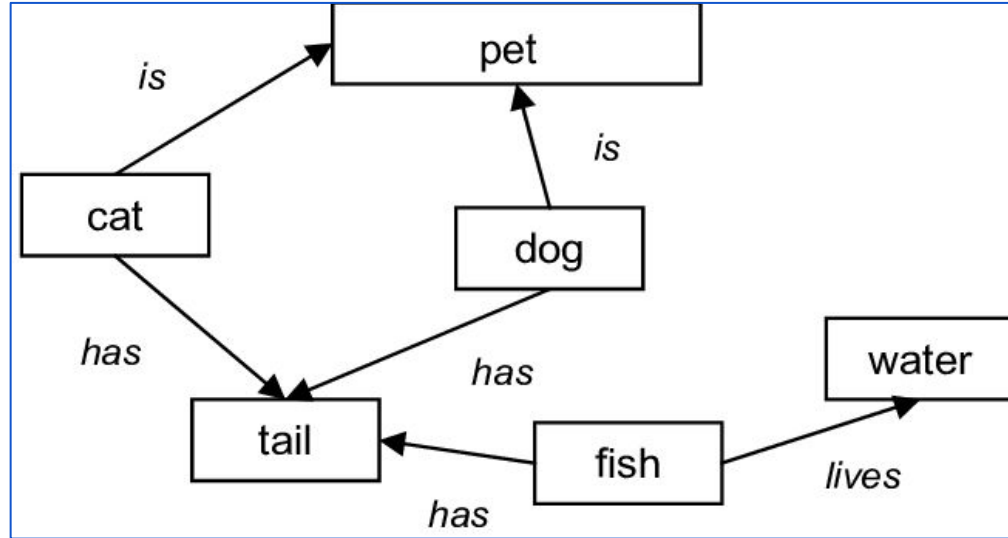 pet
is
is
cat
dog
has
has
water
tail
fish
lives
has